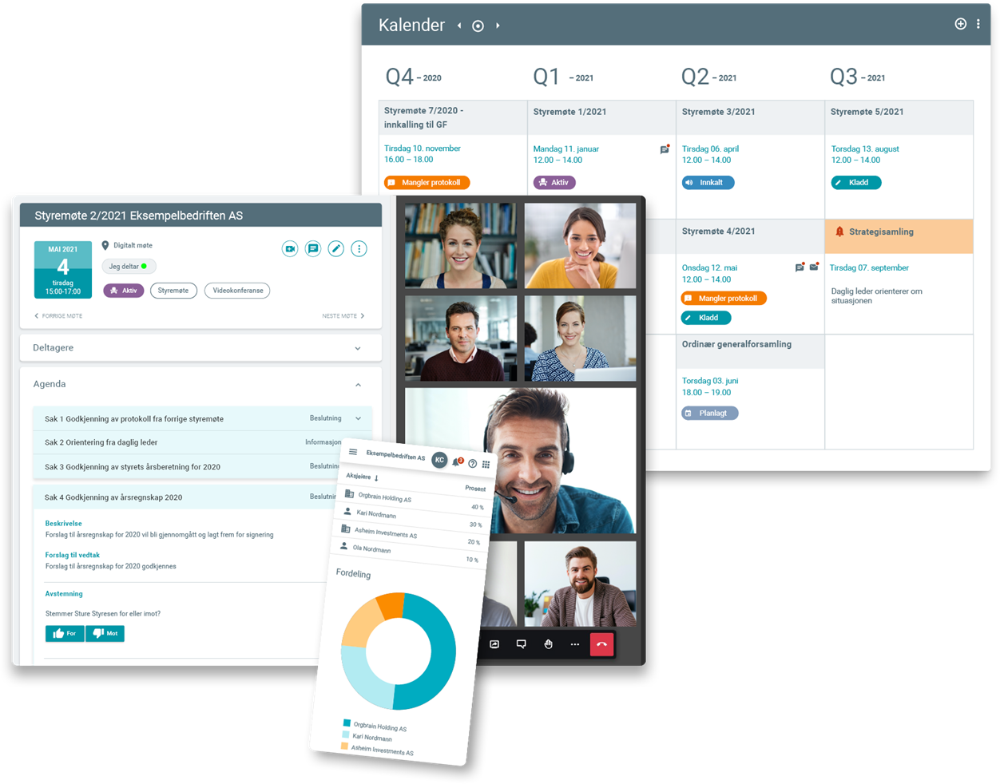 Kalender
Q4 – 2020
Q1 – 2021
Q2 – 2021
Q3 – 2021
Styremøte 7/2020 -
innkalling til GF
Tirsdag 10. november
16.00 – 18.00
Mangler protokoll
Styremøte 1/2021
Mandag 11. januar
12.00 – 14.00
Aktiv
Styremøte 3/2021
Tirsdag 06. april
12.00 – 14.00
Innkalt
Styremøte 5/2021
Torsdag 13. august
12.00 – 14.00
Kladd
Styremøte 4/2021
Onsdag 12. mai
12.00 – 14.00
Mangler protokoll
Kladd
Strategisamling
Tirsdag 07. september
Daglig leder orienterer om
situasjonen
Ordinær generalforsamling
Torsdag 03. juni
18.00 – 19.00
Planlagt
Styremøte 2/2021 Eksempelbedriften AS
MAI 2021
4
tirsdag
15:00-17:00
Digitalt møte
Jeg deltar
Aktiv
Styremøte
Videokonferanse
FORRIGE MØTE
NESTE MØTE
Deltagere
Agenda
Sak 1 Godkjenning av protokoll fra forrige styremøte
Beslutning
Sak 2 Orientering fra daglig leder
Informasjon
Sak 3 Godkjenning av styrets årsberetning for 2020
Beslutnin
Sak 4 Godkjenning av årsregnskap 2020
Beslutnin
Beskrivelse
Forslag til årsregnskap for 2020 vil bli gjennomgått og lagt frem for signering
Forslag til vedtak
Forslag til årsregnskap for 2020 godkjennes
Avstemning
Stemmer Sture Styresen for eller imot?
For
Mot
Eksempelbedriften AS
KC
3
Aksjeiere
Prosent
Orgbrain Holding AS
40 %
Kari Nordmann
30 %
Asheim Investments AS
20 %
Ola Nordmann
10 %
Fordeling
Orgbrain Holding AS
Kari Nordmann
Asheim Investments AS